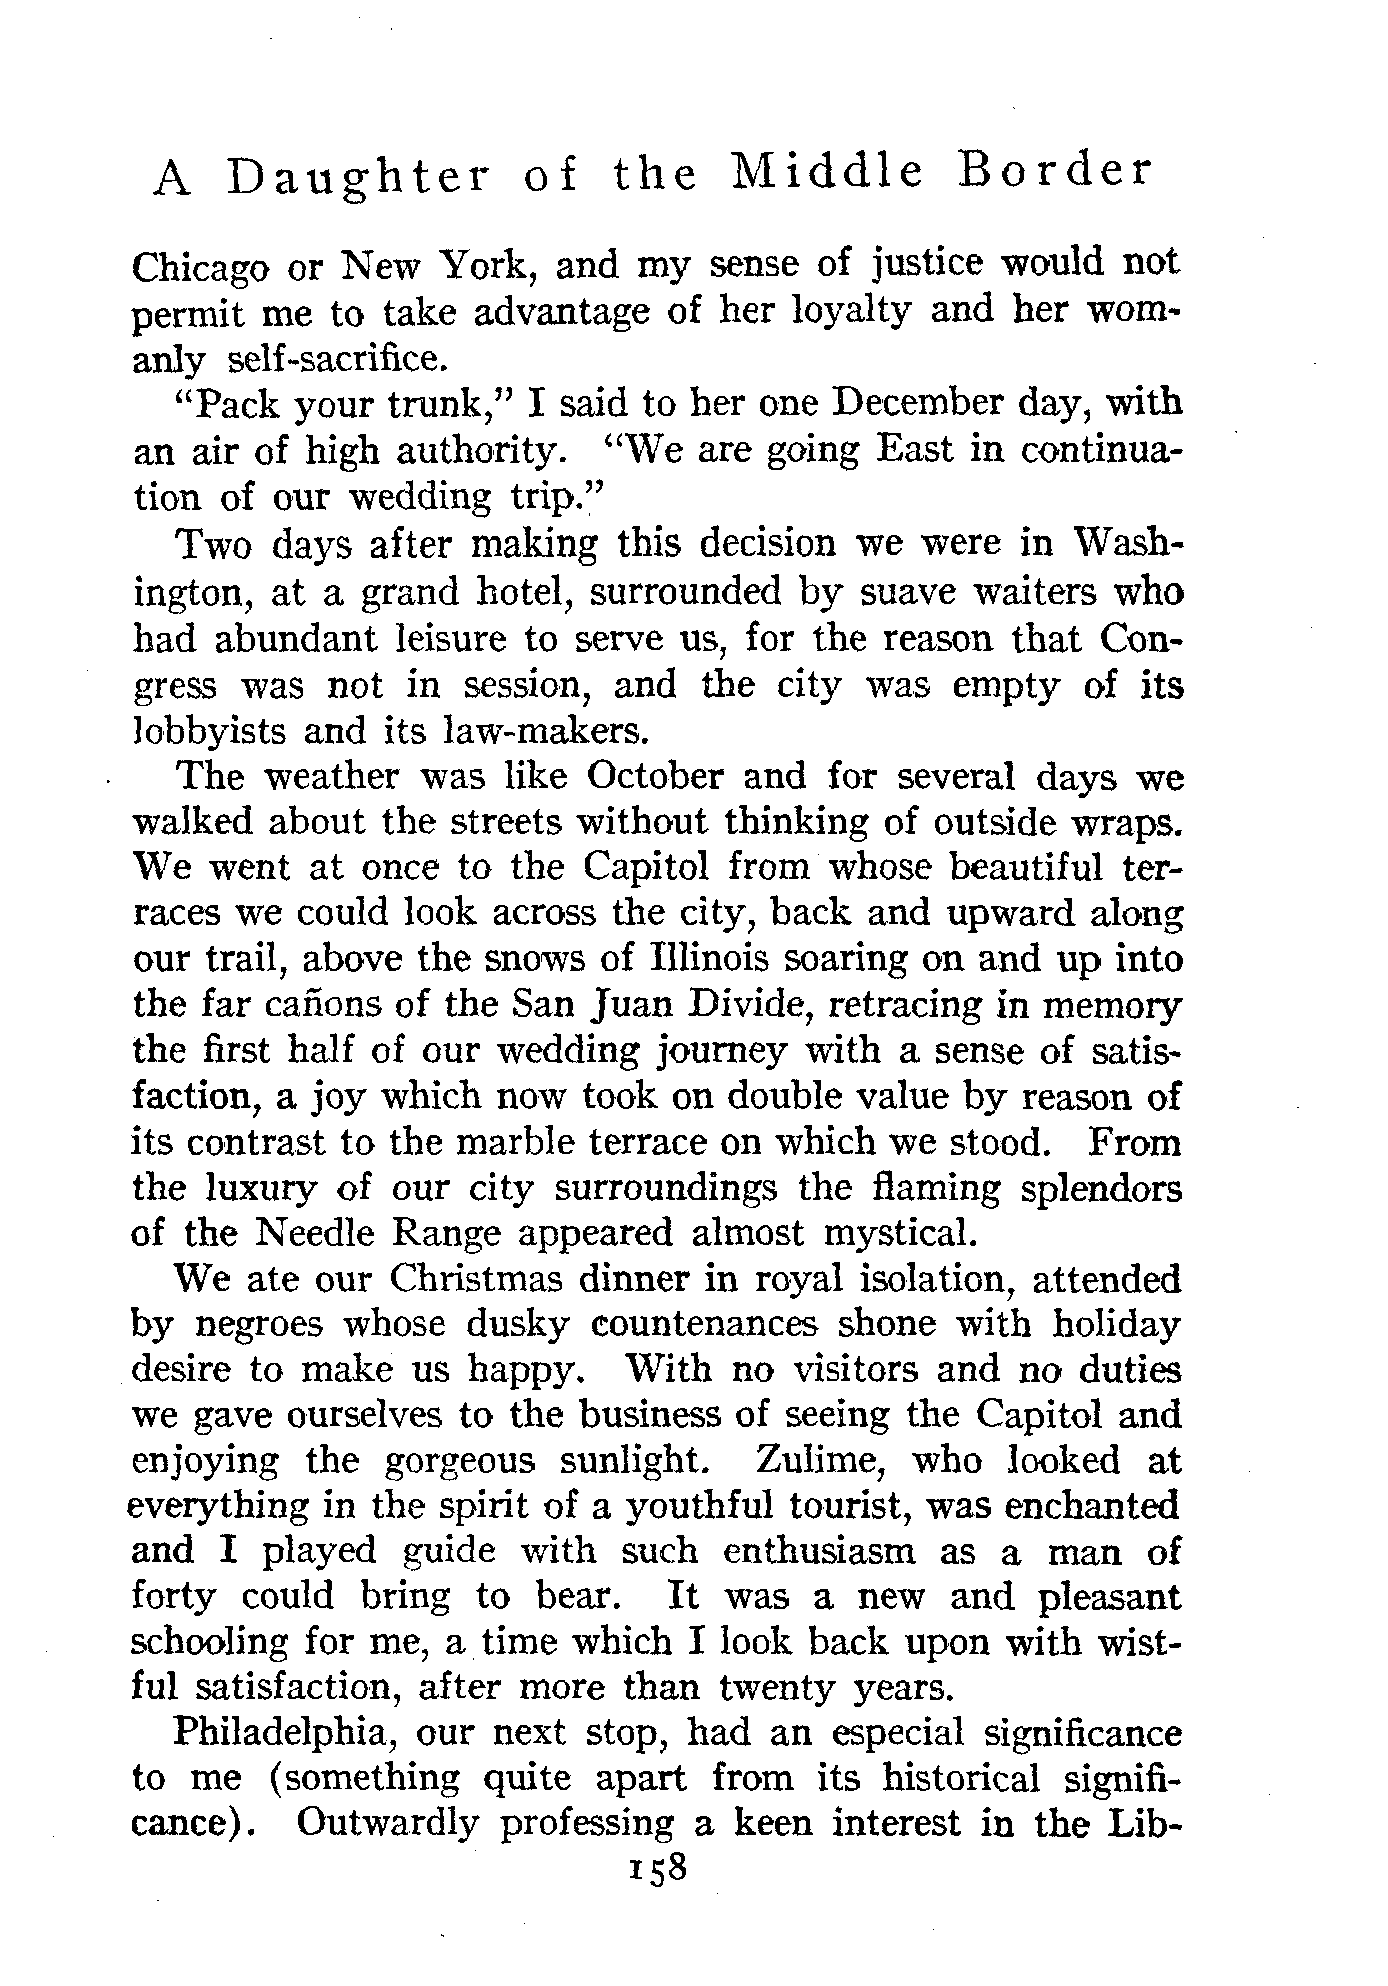 A Daughter of the Middle Border
Chicago or New York, and my sense of justice would not
permit me to take advantage of her loyalty and her wom-
anly self-sacrifice.
"Pack your trunk," I said to her one December day, with
an air of high authority. "We are going East in continua-
tion of our wedding trip."
Two days after making this decision we were in Wash-
ington, at a grand hotel, surrounded by suave waiters who
had abundant leisure to serve us, for the reason that Con-
gress was not in session, and the city was empty of its
lobbyists and its law-makers.
The weather was like October and for several days we
walked about the streets without thinking of outside wraps.
We went at once to the Capitol from whose beautiful ter-
races we could look across the city, back and upward along
our trail, above the snows of Illinois soaring on and up into
the far cañons of the San Juan Divide, retracing in memory
the first half of our wedding journey with a sense of satis-
faction, a joy which now took on double value by reason of
its contrast to the marble terrace on which we stood. From
the luxury of our city surroundings the flaming splendors
of the Needle Range appeared almost mystical.
We ate our Christmas dinner in royal isolation, attended
by negroes whose dusky countenances shone with holiday
desire to make us happy. With no visitors and no duties
we gave ourselves to the business of seeing the Capitol and
enjoying the gorgeous sunlight. Zulime, who looked at
everything in the spirit of a youthful tourist, was enchanted
and I played guide with such enthusiasm as a man of
forty could bring to bear. It was a new and pleasant
schooling for me, a time which I look back upon with wist-
ful satisfaction, after more than twenty years.
Philadelphia, our next stop, had an especial significance
to me (something quite apart from its historical signifi-
cance). Outwardly professing a keen interest in the Lib-
158